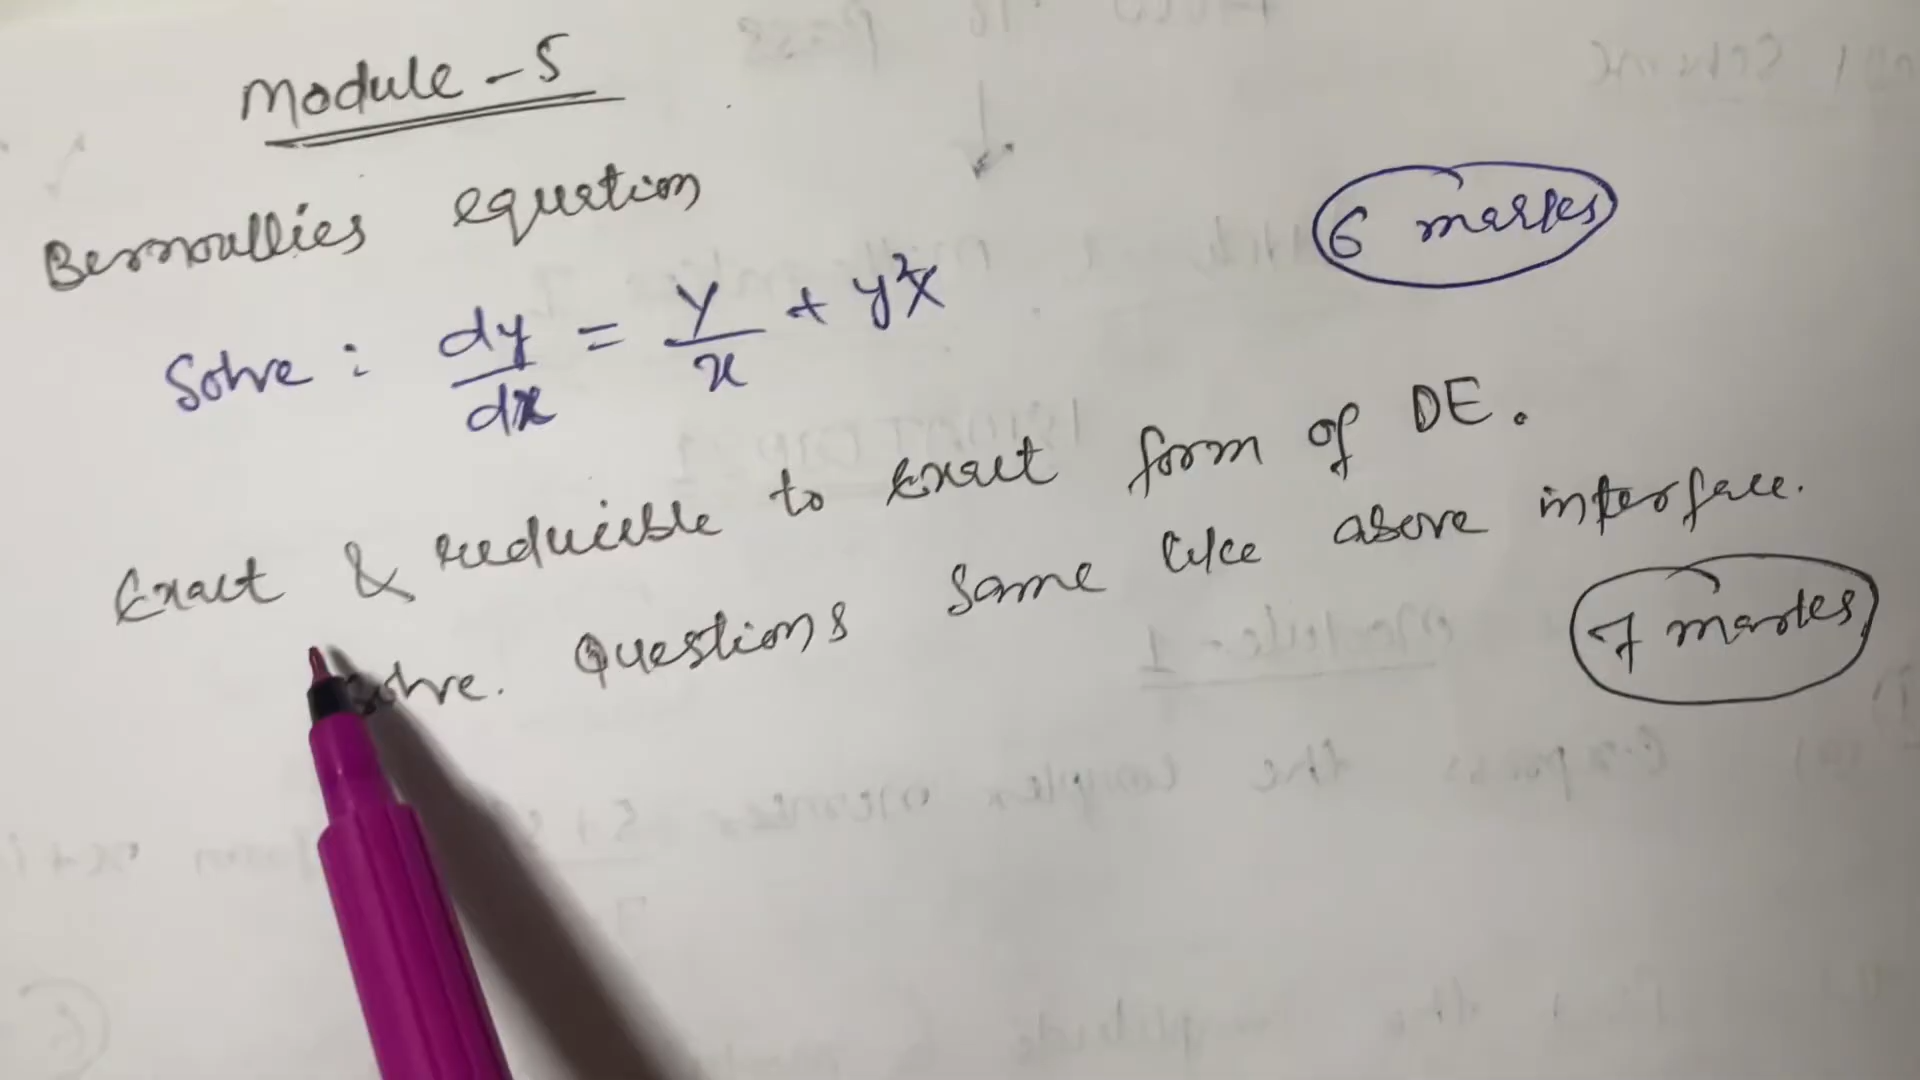 Module - 5
Bernoullies equation
6 marks
Solve : dy/dx = y/x + y²x
Exact & reducible to exact form of DE.
Solve. Questions same like above interface.
7 marks